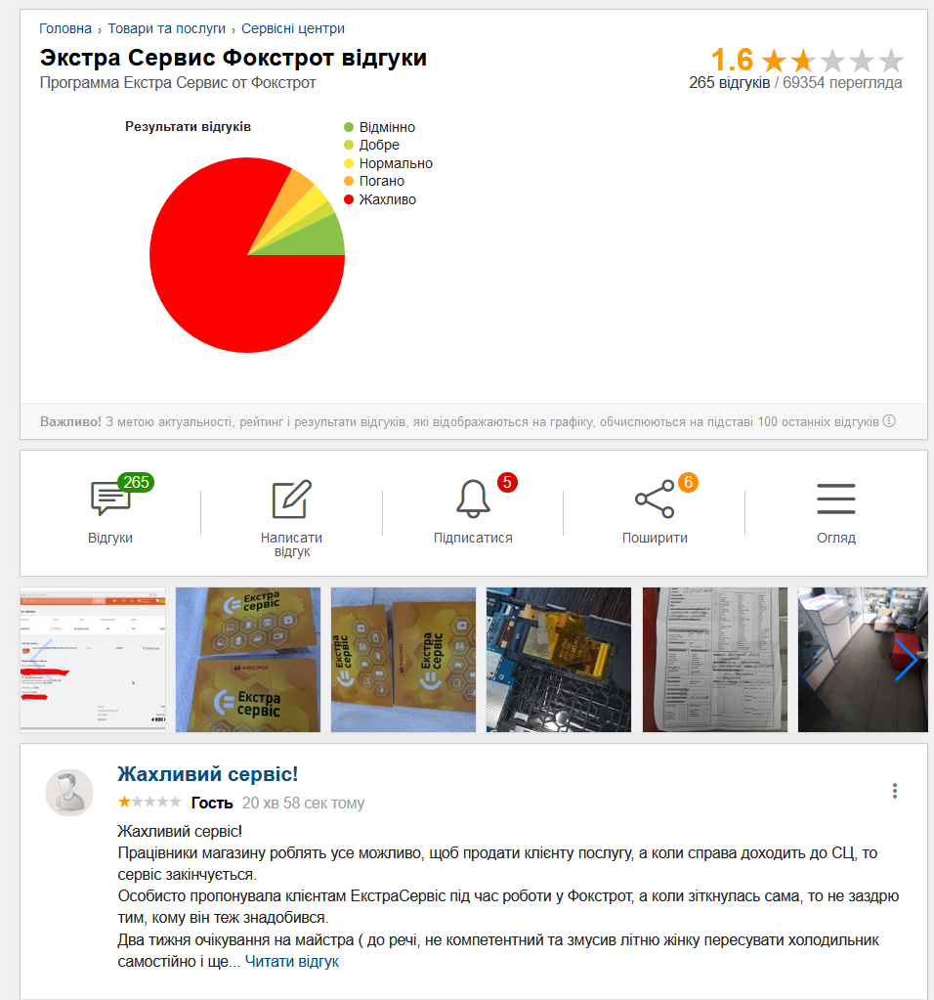 Головна › Товари та послуги › Сервісні центри
Экстра Сервис Фокстрот відгуки
1.6
Программа Екстра Сервис от Фокстрот
265 відгуків / 69354 перегляда
Результати відгуків
Відмінно
Добре
Нормально
Погано
Жахливо
Важливо! З метою актуальності, рейтинг і результати відгуків, які відображаються на графіку, обчислюються на підставі 100 останніх відгуків
265
5
6
Відгуки
Написати
відгук
Підписатися
Поширити
Огляд
Екстра
сервіс
ФОКСТРОТ
Екстра
сервіс
Екстра
сервіс
ФОКСТРОТ
Екстра
сервіс
Жахливий сервіс!
Гость 20 хв 58 сек тому
Жахливий сервіс!
Працівники магазину роблять усе можливо, щоб продати клієнту послугу, а коли справа доходить до СЦ, то
сервіс закінчується.
Особисто пропонувала клієнтам ЕкстраСервіс під час роботи у Фокстрот, а коли зіткнулась сама, то не заздрю
тим, кому він теж знадобився.
Два тижня очікування на майстра ( до речі, не компетентний та змусив літню жінку пересувати холодильник
самостійно і ще... Читати відгук